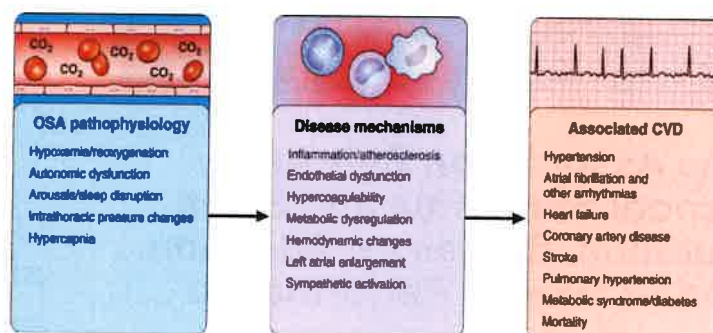 CO2
CO2
CO2
CO2
CO2
OSA pathophysiology
Hypoxemia/reoxygenation
Autonomic dysfunction
Arousals/sleep disruption
Intrathoracic pressure changes
Hypercapnia
Disease mechanisms
Inflammation/atherosclerosis
Endothelial dysfunction
Hypercoagulability
Metabolic dysregulation
Hemodynamic changes
Left atrial enlargement
Sympathetic activation
Associated CVD
Hypertension
Atrial fibrillation and
other arrhythmias
Heart failure
Coronary artery disease
Stroke
Pulmonary hypertension
Metabolic syndrome/diabetes
Mortality